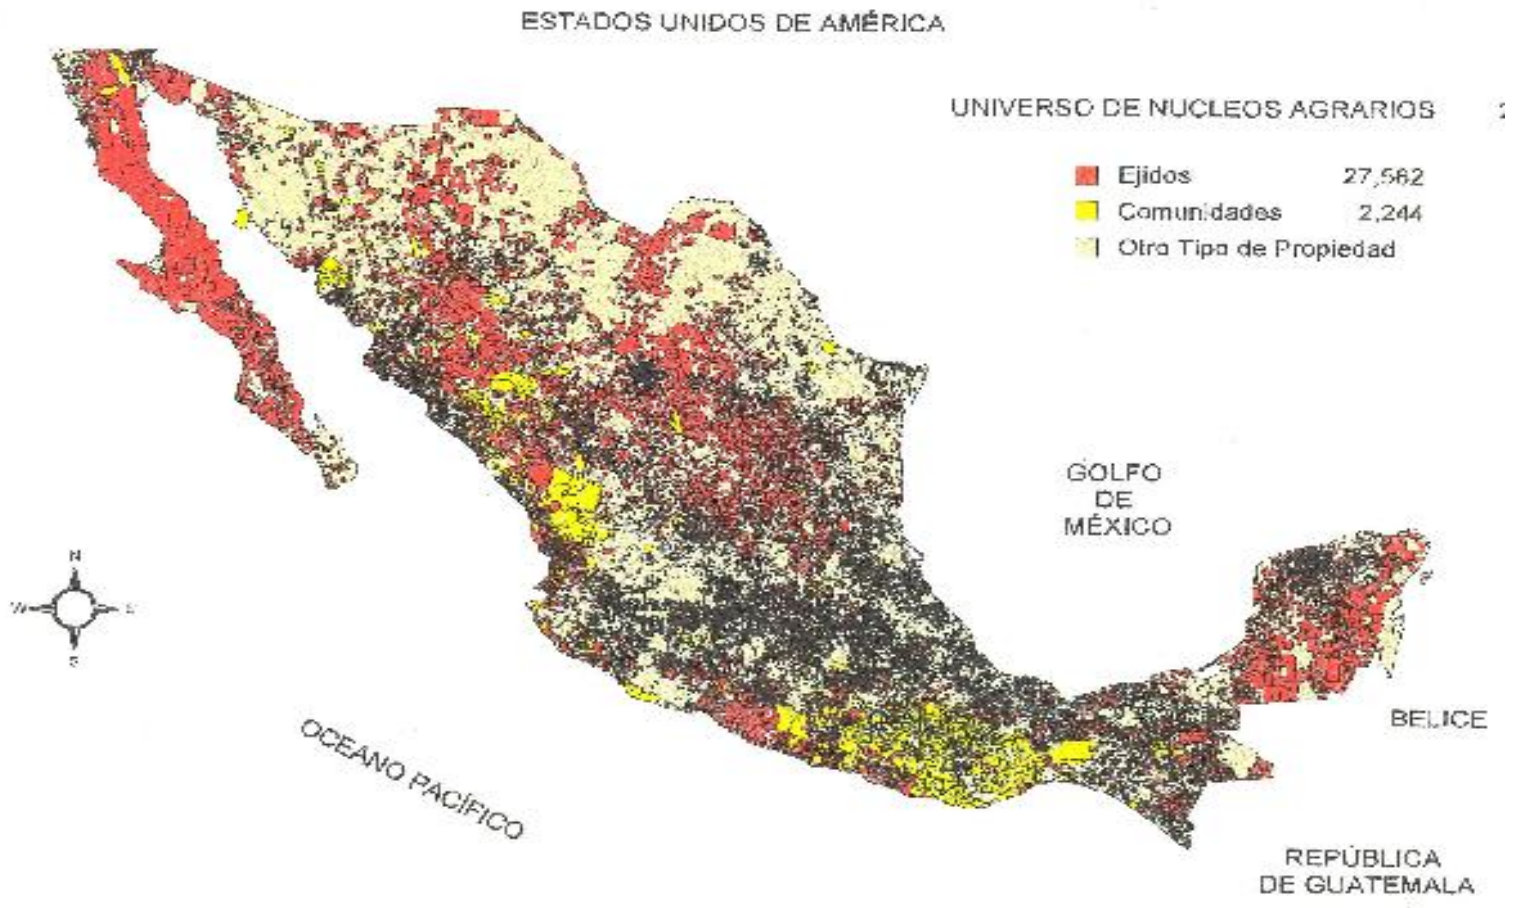 ESTADOS UNIDOS DE AMÉRICA
UNIVERSO DE NUCLEOS AGRARIOS
Ejidos 27,562
Comunidades 2,244
Otro Tipo de Propiedad
GOLFO
DE
MÉXICO
N
W
S
BELICE
OCEANO PACÍFICO
REPÚBLICA
DE GUATEMALA